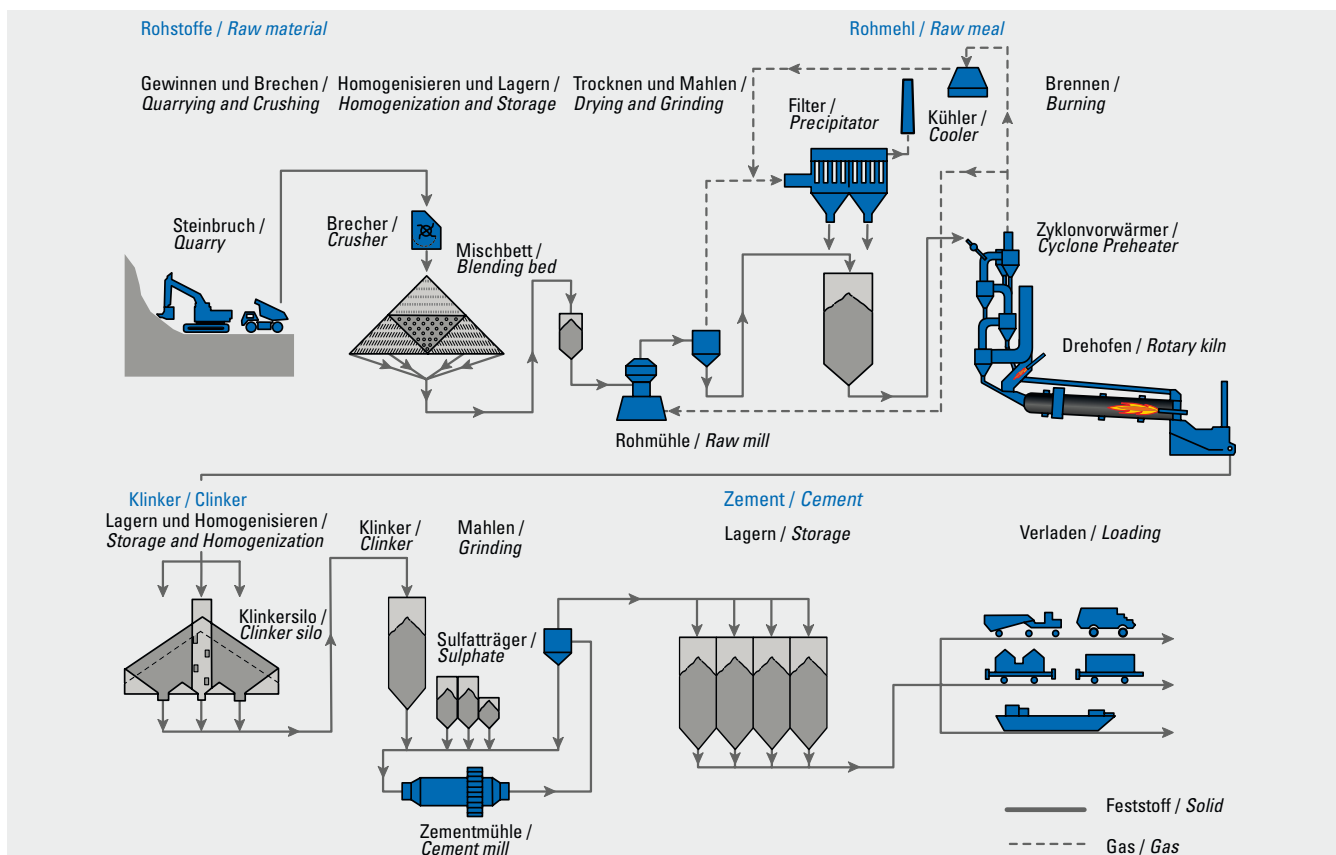 Rohstoffe / Raw material
Rohmehl / Raw meal
Gewinnen und Brechen /
Quarrying and Crushing
Homogenisieren und Lagern /
Homogenization and Storage
Trocknen und Mahlen /
Drying and Grinding
Filter /
Precipitator
Kühler /
Cooler
Brennen /
Burning
Steinbruch /
Quarry
Brecher /
Crusher
Mischbett /
Blending bed
Zyklonvorwärmer /
Cyclone Preheater
Drehofen / Rotary kiln
Rohmühle / Raw mill
Klinker / Clinker
Lagern und Homogenisieren /
Storage and Homogenization
Klinker /
Clinker
Mahlen /
Grinding
Zement / Cement
Lagern / Storage
Verladen / Loading
Klinkersilo /
Clinker silo
Sulfatträger /
Sulphate
Zementmühle /
Cement mill
Feststoff / Solid
Gas / Gas